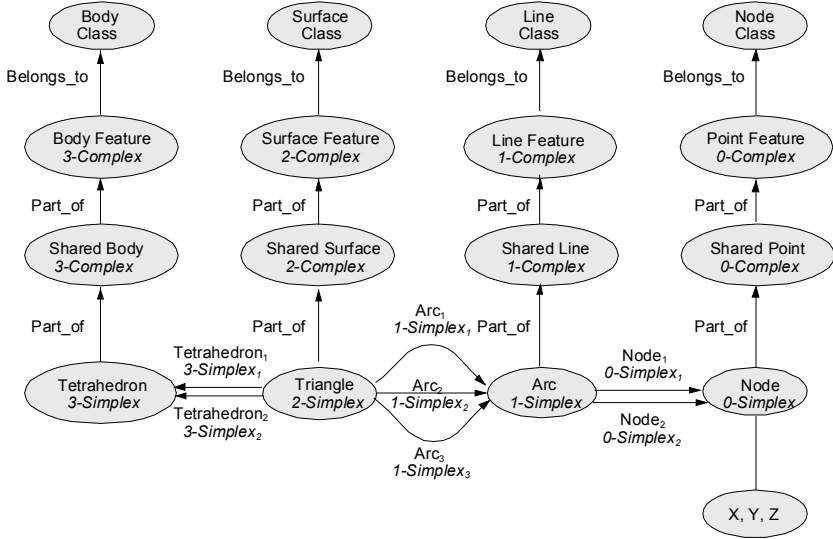 Body
Class
Surface
Class
Line
Class
Node
Class
Belongs_to
Belongs_to
Belongs_to
Belongs_to
Body Feature
3-Complex
Surface Feature
2-Complex
Line Feature
1-Complex
Point Feature
0-Complex
Part_of
Part_of
Part_of
Part_of
Shared Body
3-Complex
Shared Surface
2-Complex
Shared Line
1-Complex
Shared Point
0-Complex
Part_of
Part_of
Part_of
Part_of
Arc1
1-Simplex1
Tetrahedron1
3-Simplex1
Node1
0-Simplex1
Tetrahedron
3-Simplex
Triangle
2-Simplex
Arc2
1-Simplex2
Arc
1-Simplex
Node
0-Simplex
Tetrahedron2
3-Simplex2
Node2
0-Simplex2
Arc3
1-Simplex3
X, Y, Z